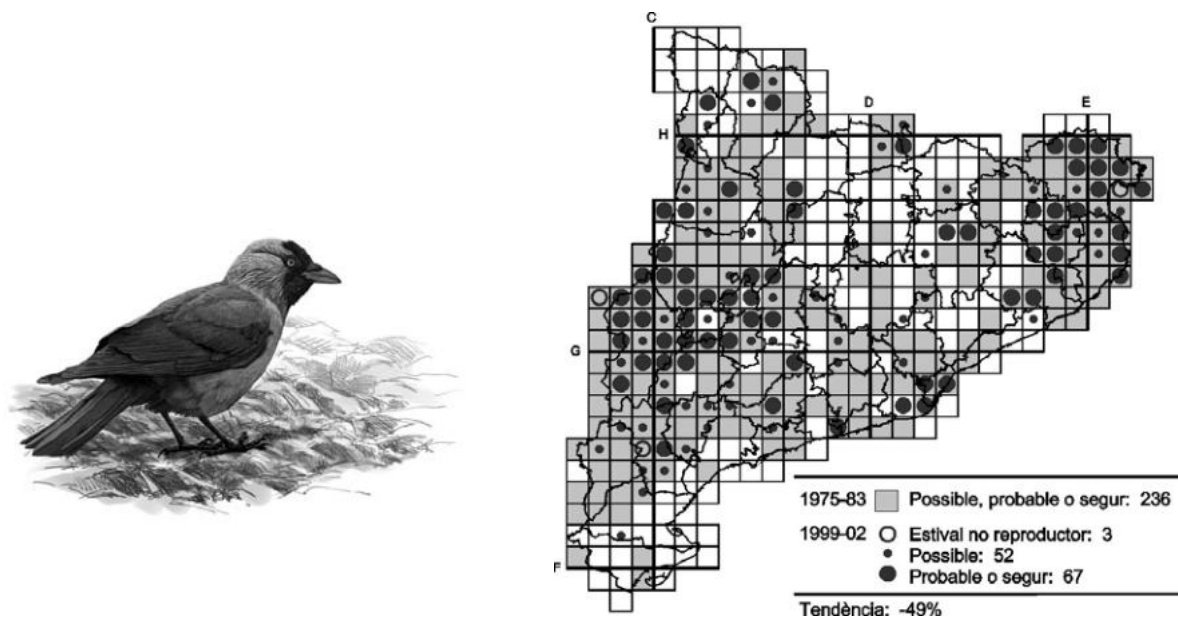 C
D
E
H
G
F
1975-83 Possible, probable o segur: 236
1999-02 Estival no reproductor: 3
Possible: 52
Probable o segur: 67
Tendència: -49%